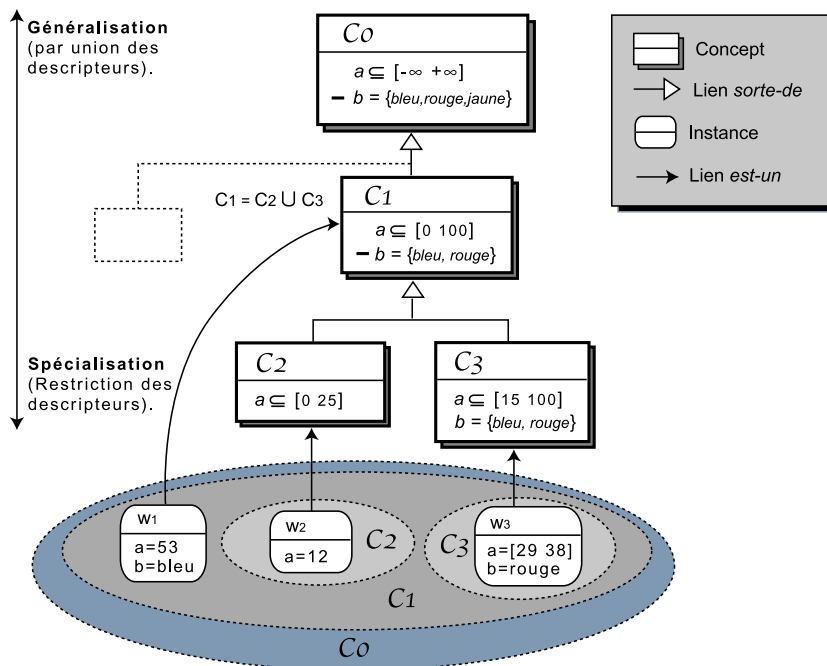 Généralisation
(par union des
descripteurs).
C0
a ⊆ [-∞ +∞]
– b = {bleu,rouge,jaune}
Concept
Lien sorte-de
Instance
Lien est-un
C1 = C2 ∪ C3
C1
a ⊆ [0 100]
– b = {bleu, rouge}
Spécialisation
(Restriction des
descripteurs).
C2
a ⊆ [0 25]
C3
a ⊆ [15 100]
b = {bleu, rouge}
w1
a=53
b=bleu
w2
a=12
C2
C3
w3
a=[29 38]
b=rouge
C1
C0